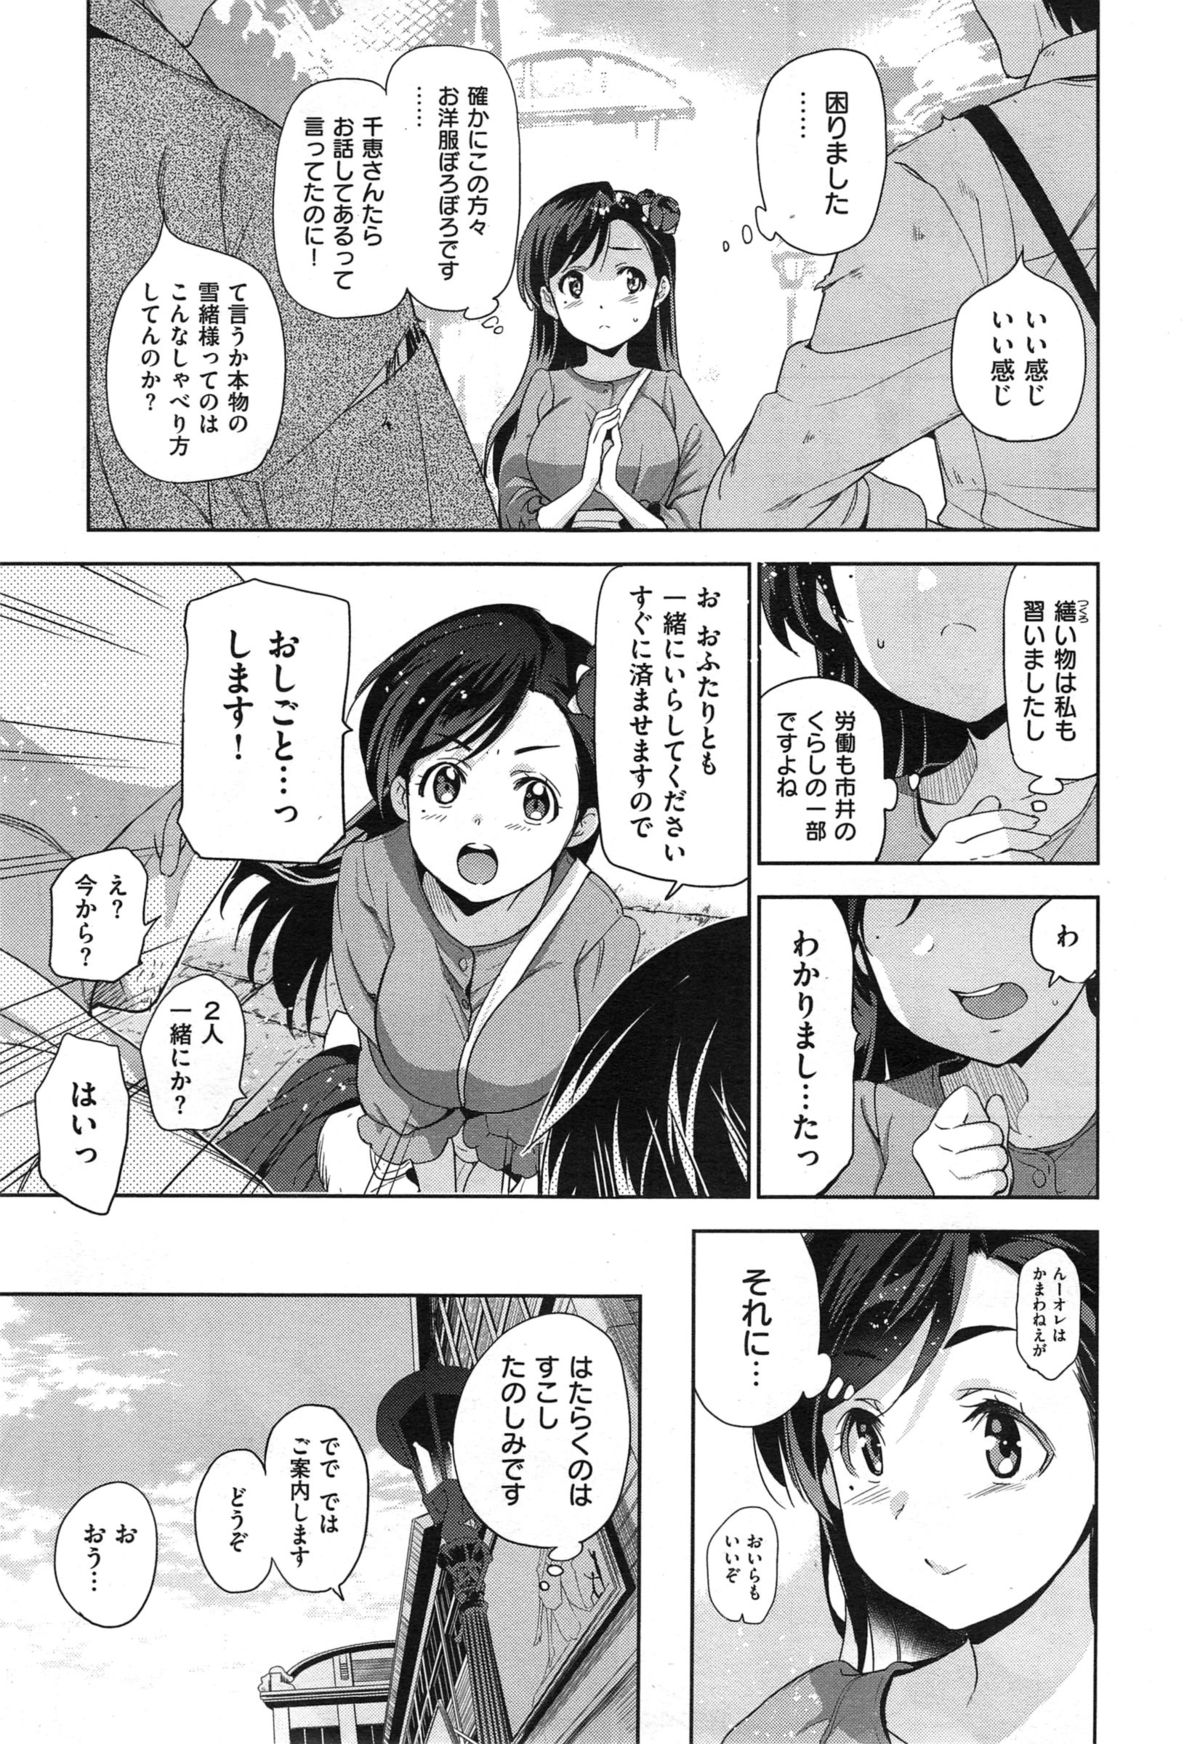 いい感じ
いい感じ
困りました
……
確かにこの方々
お洋服ぼろぼろです
……
千恵さんたら
お話してあるって
言ってたのに！
て言うか本物の
雪緒様ってのは
こんなしゃべり方
してんのか？
繕い物は私も
つくろ
習いましたし
労働も市井の
くらしの一部
ですよね
わ
わかりまし…たっ
お おふたりとも
一緒にいらしてください
すぐに済ませますので
おしごと…っ
します！
え？
今から？
2人
一緒にか？
はいっ
んーオレは
かまわねえが
おいらも
いいぞ
それに…
はたらくのは
すこし
たのしみです
でで では
ご案内します
どうぞ
お
おう…